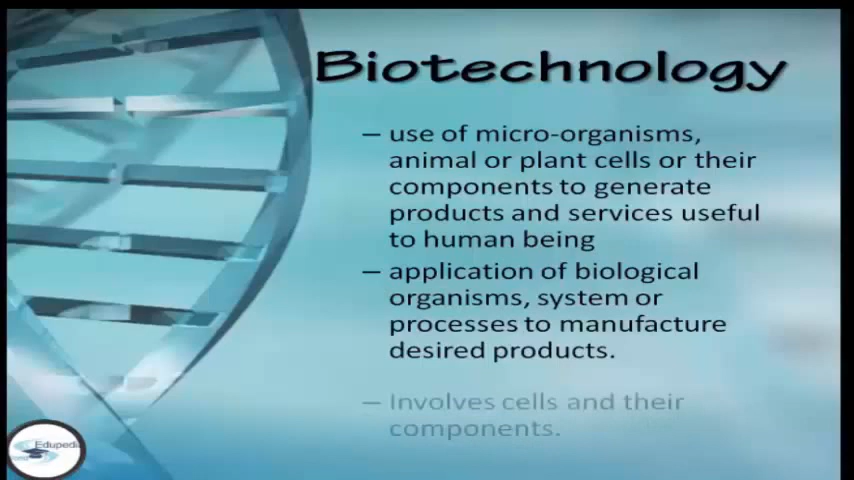 Biotechnology
– use of micro-organisms,
animal or plant cells or their
components to generate
products and services useful
to human being
– application of biological
organisms, system or
processes to manufacture
desired products.
– Involves cells and their
components.